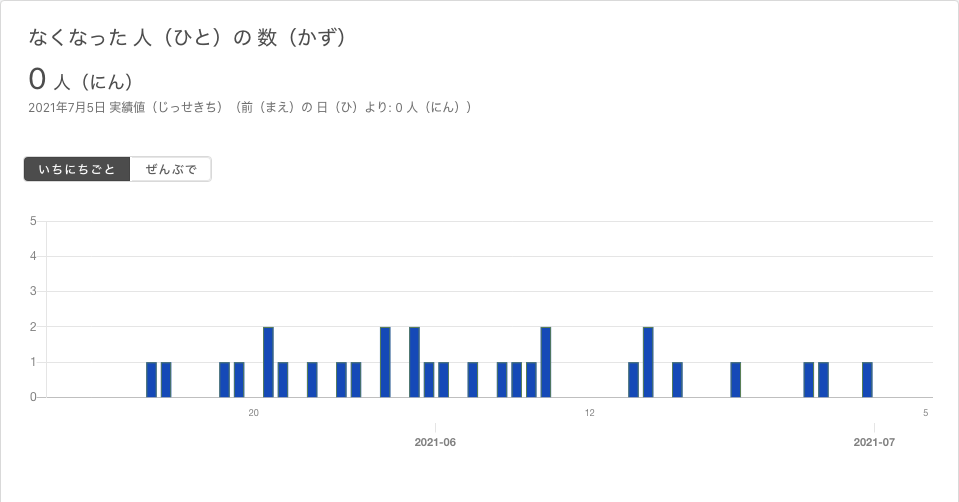 なくなった 人（ひと）の 数（かず）
0 人（にん）
2021年7月5日 実績値（じっせきち）（前（まえ）の 日（ひ）より: 0 人（にん））
いちにちごと ぜんぶで
5
4
3
2
1
0
20 12 5
2021-06 2021-07